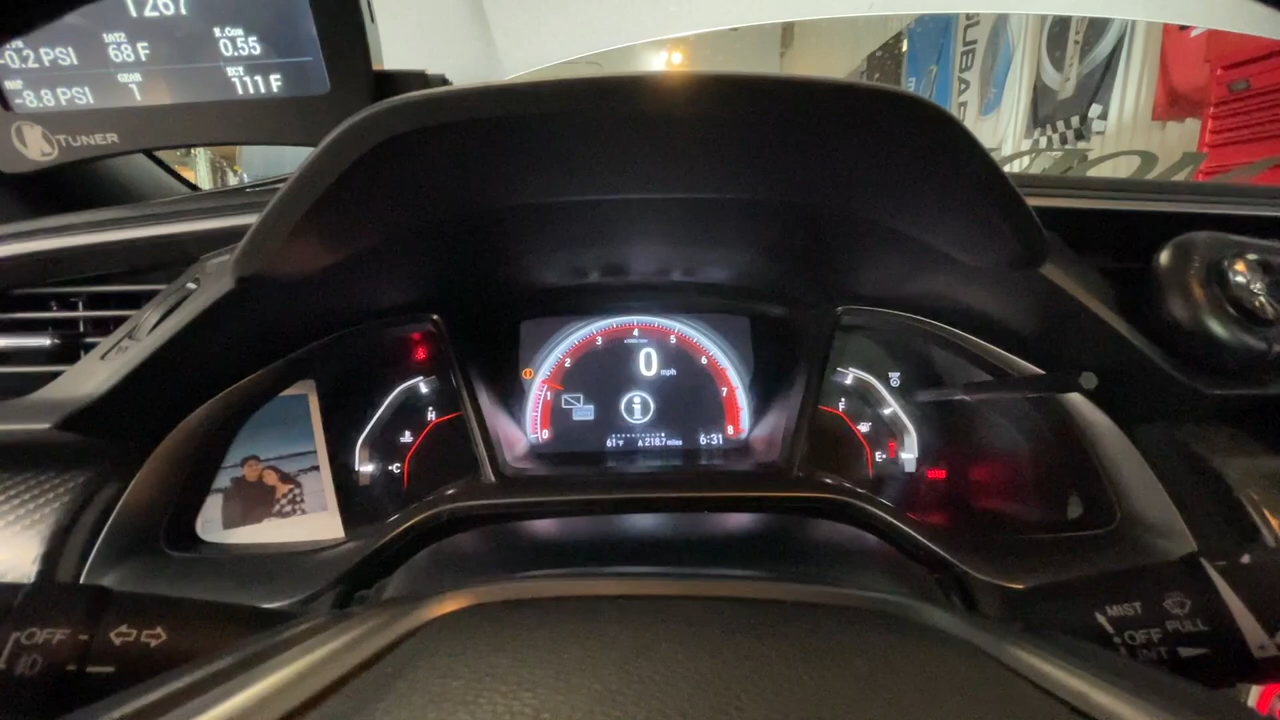 1267
IAT2
K.Con
-0.2 PSI
68 F
0.55
GEAR
ECT
-8.8 PSI
1
111 F
K TUNER
SUBAR
0 1 2 3 4 5 6 7 8
0 mph
H
C
F
E
61°F
A 218.7 miles
6:31
OFF
MIST
OFF PULL
INT